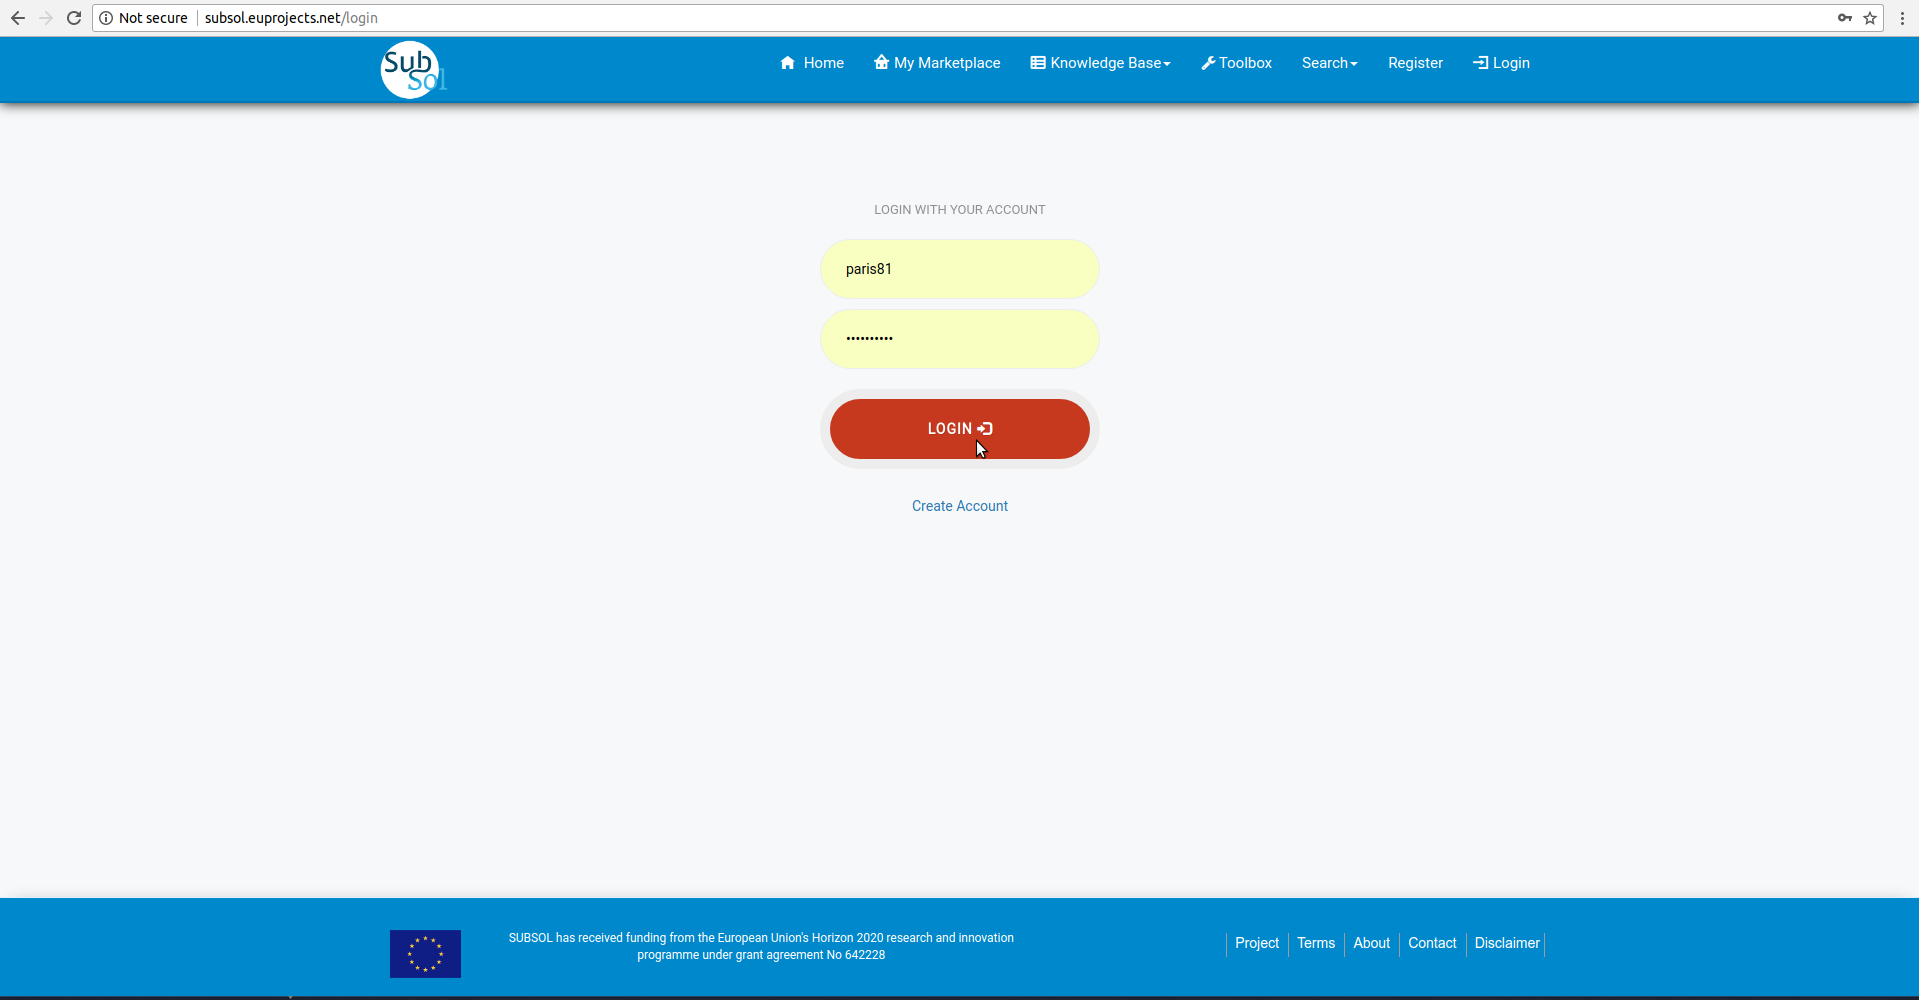 Not secure subsol.euprojects.net/login
Sub
Sol
Home My Marketplace Knowledge Base Toolbox Search Register Login
LOGIN WITH YOUR ACCOUNT
paris81
••••••••••
LOGIN
Create Account
SUBSOL has received funding from the European Union's Horizon 2020 research and innovation
programme under grant agreement No 642228
Project Terms About Contact Disclaimer